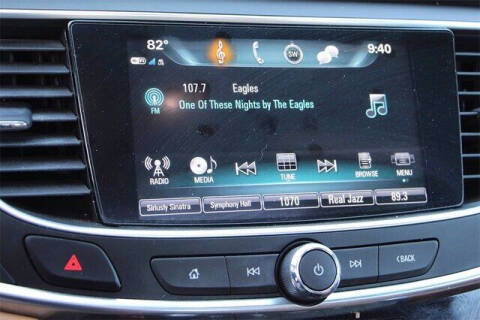 82° 9:40
SW
107.7 Eagles
FM One Of These Nights by The Eagles
RADIO MEDIA TUNE BROWSE MENU
Siriusly Sinatra Symphony Hall 1070 Real Jazz 89.3
BACK